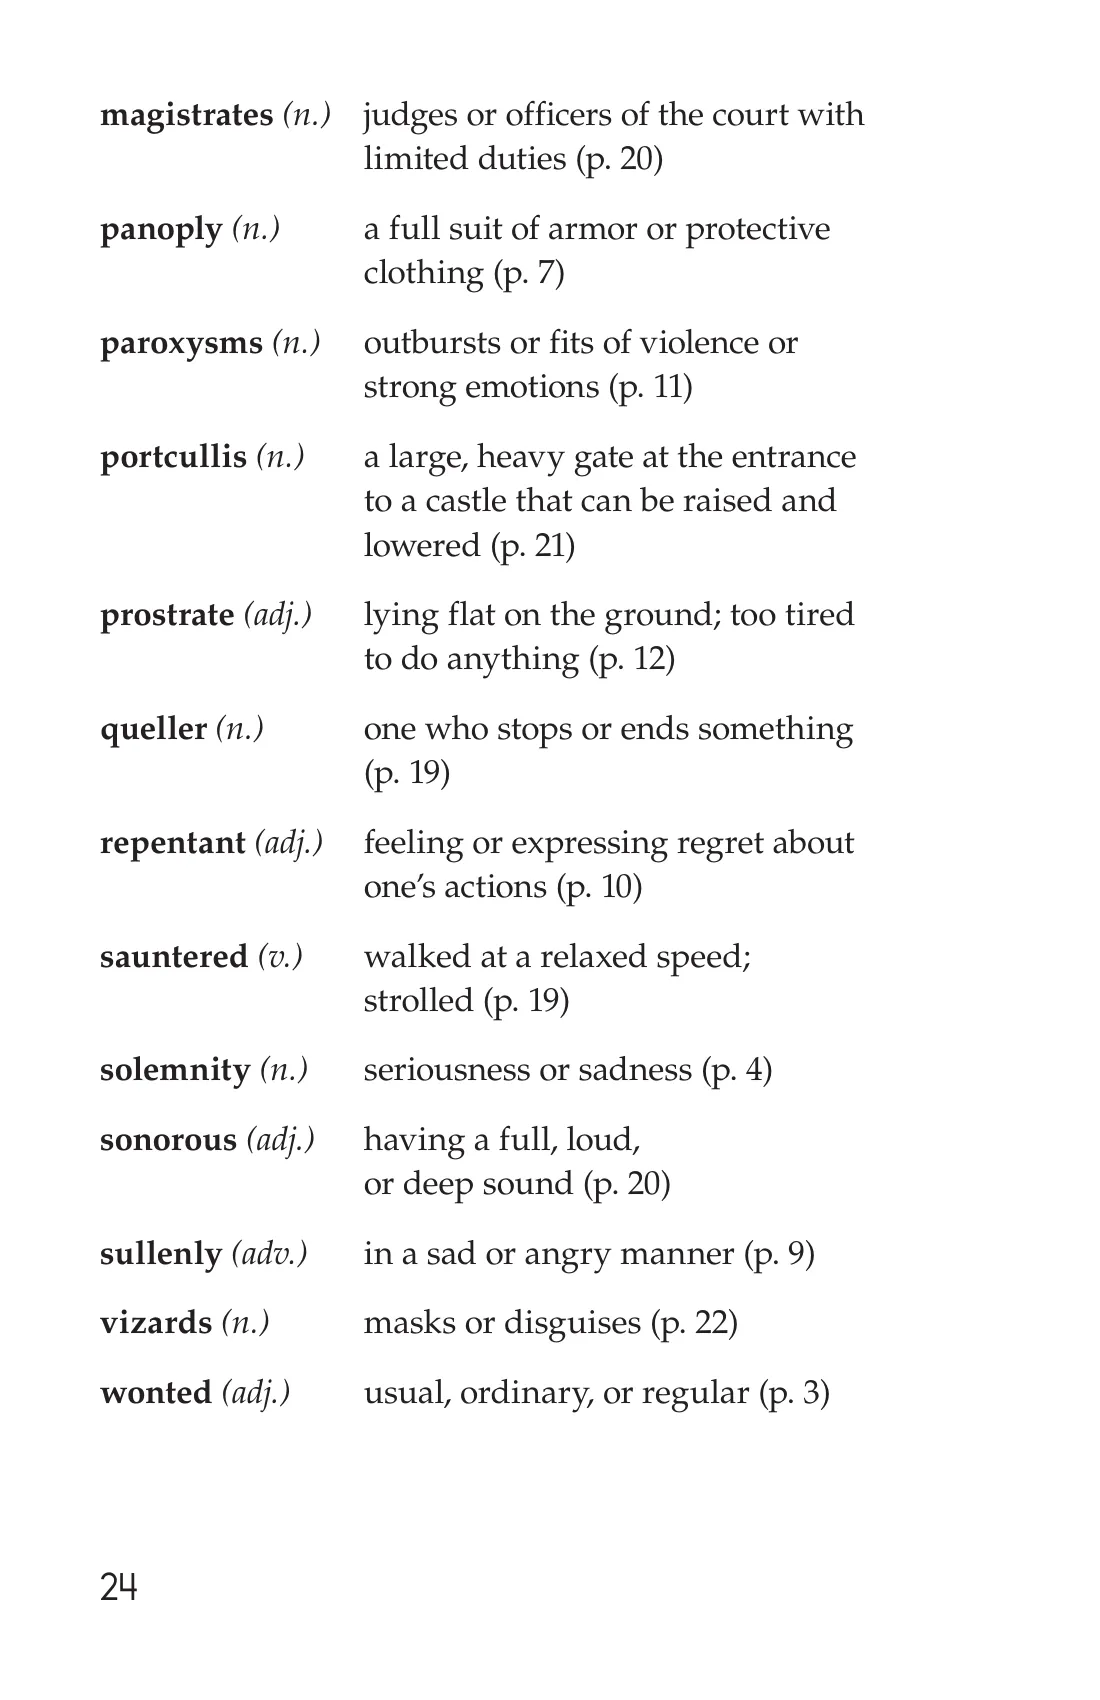 magistrates (n.) judges or officers of the court with
limited duties (p. 20)
panoply (n.) a full suit of armor or protective
clothing (p. 7)
paroxysms (n.) outbursts or fits of violence or
strong emotions (p. 11)
portcullis (n.) a large, heavy gate at the entrance
to a castle that can be raised and
lowered (p. 21)
prostrate (adj.) lying flat on the ground; too tired
to do anything (p. 12)
queller (n.) one who stops or ends something
(p. 19)
repentant (adj.) feeling or expressing regret about
one’s actions (p. 10)
sauntered (v.) walked at a relaxed speed;
strolled (p. 19)
solemnity (n.) seriousness or sadness (p. 4)
sonorous (adj.) having a full, loud,
or deep sound (p. 20)
sullenly (adv.) in a sad or angry manner (p. 9)
vizards (n.) masks or disguises (p. 22)
wonted (adj.) usual, ordinary, or regular (p. 3)
24